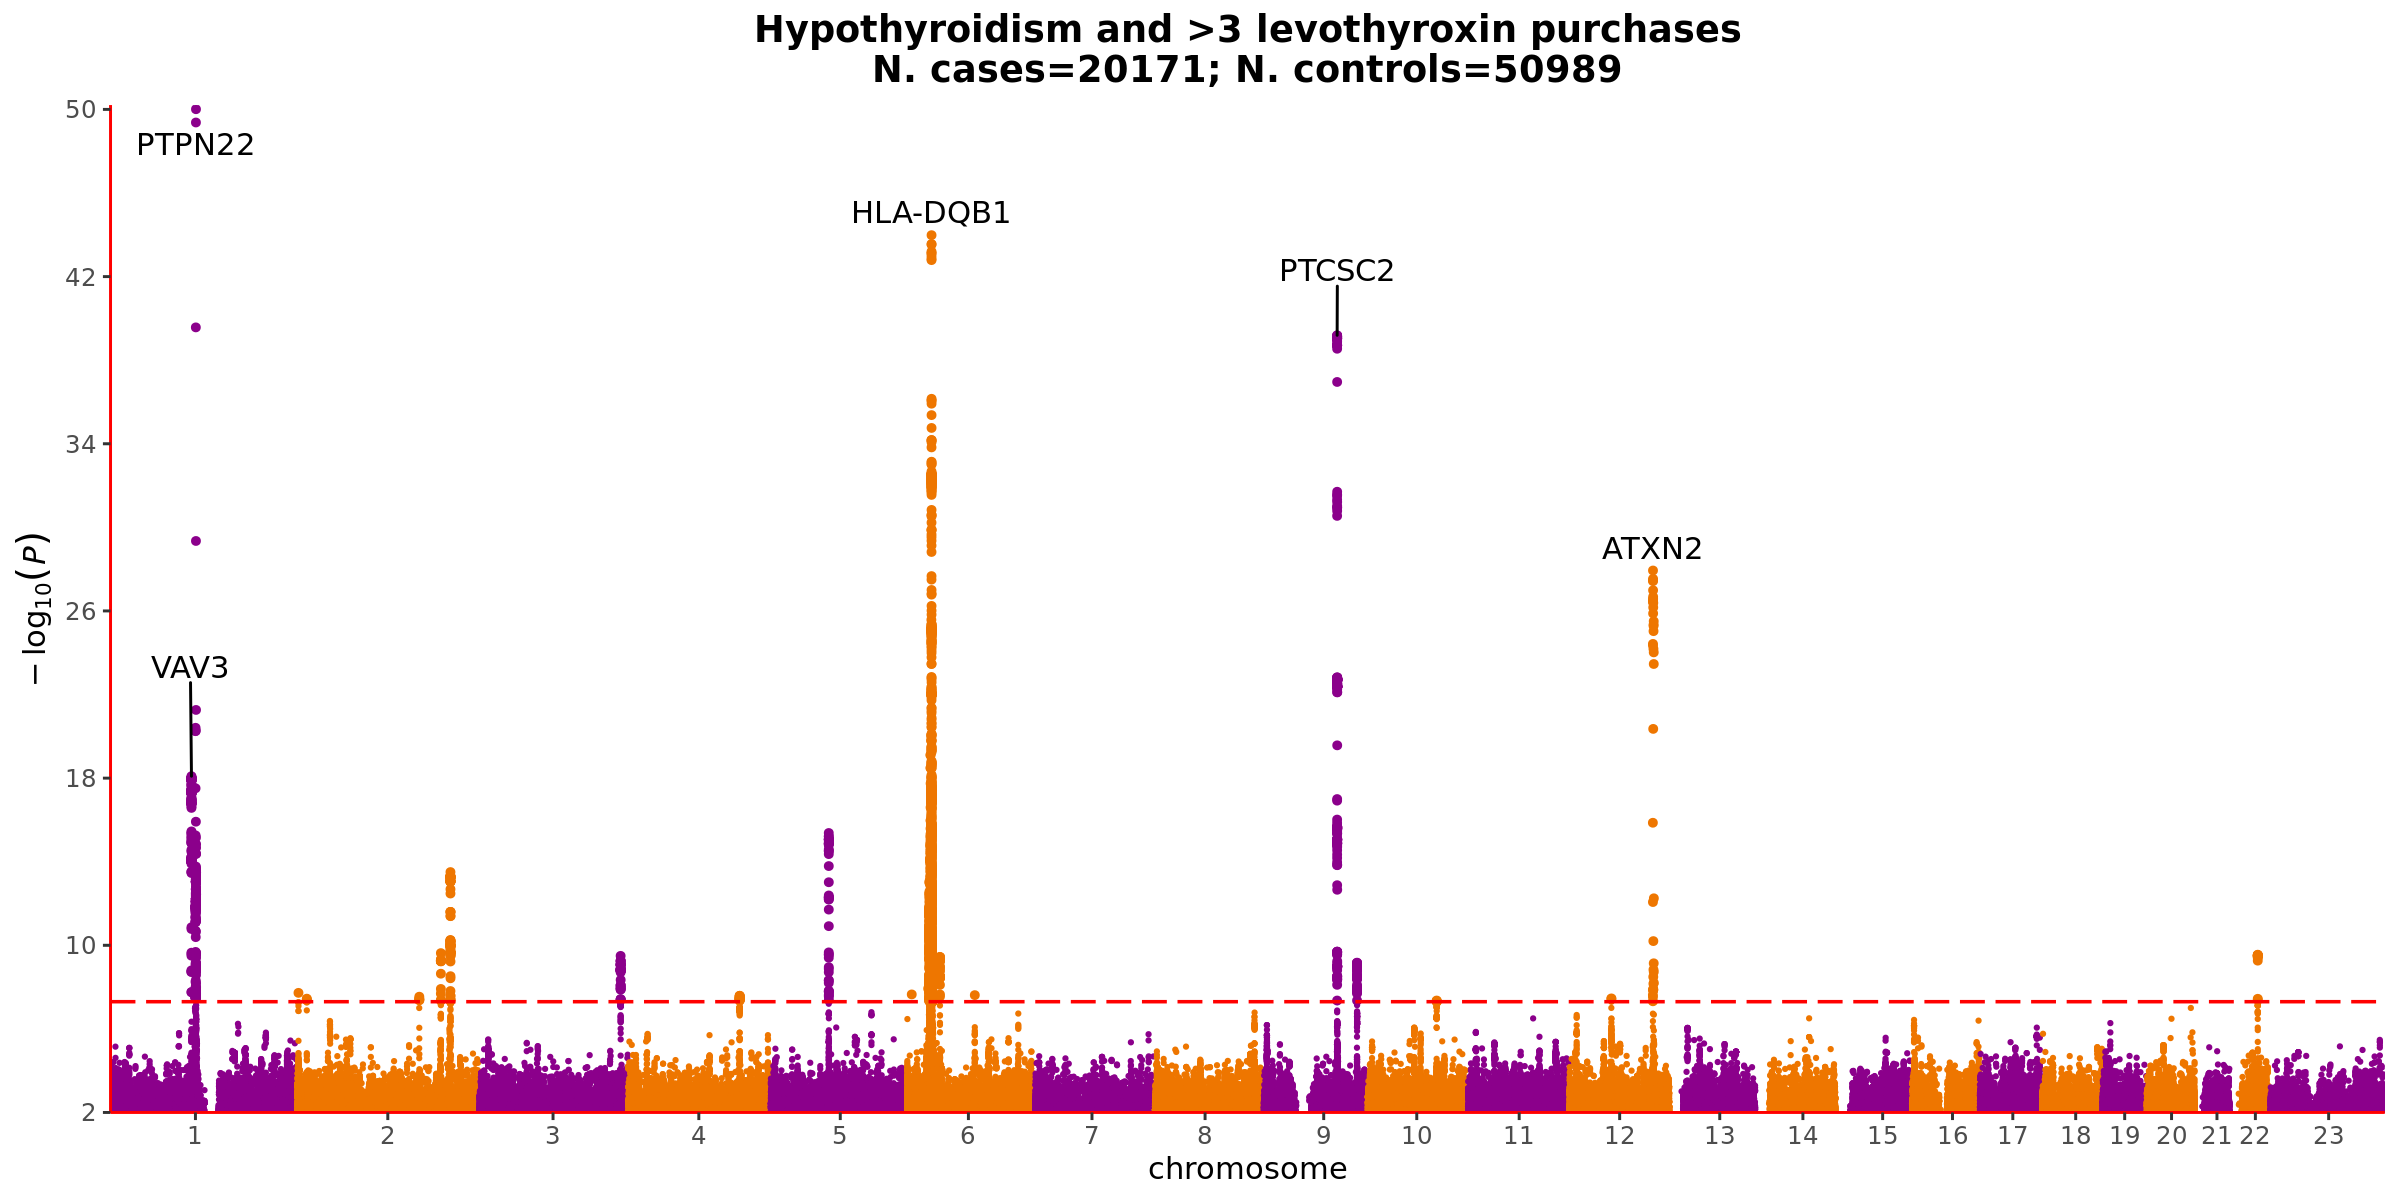 Hypothyroidism and >3 levothyroxin purchases
N. cases=20171; N. controls=50989
50
PTPN22
HLA-DQB1
42
PTCSC2
34
ATXN2
26
VAV3
18
10
2
−log10(P)
1 2 3 4 5 6 7 8 9 10 11 12 13 14 15 16 17 18 19 20 21 22 23
chromosome